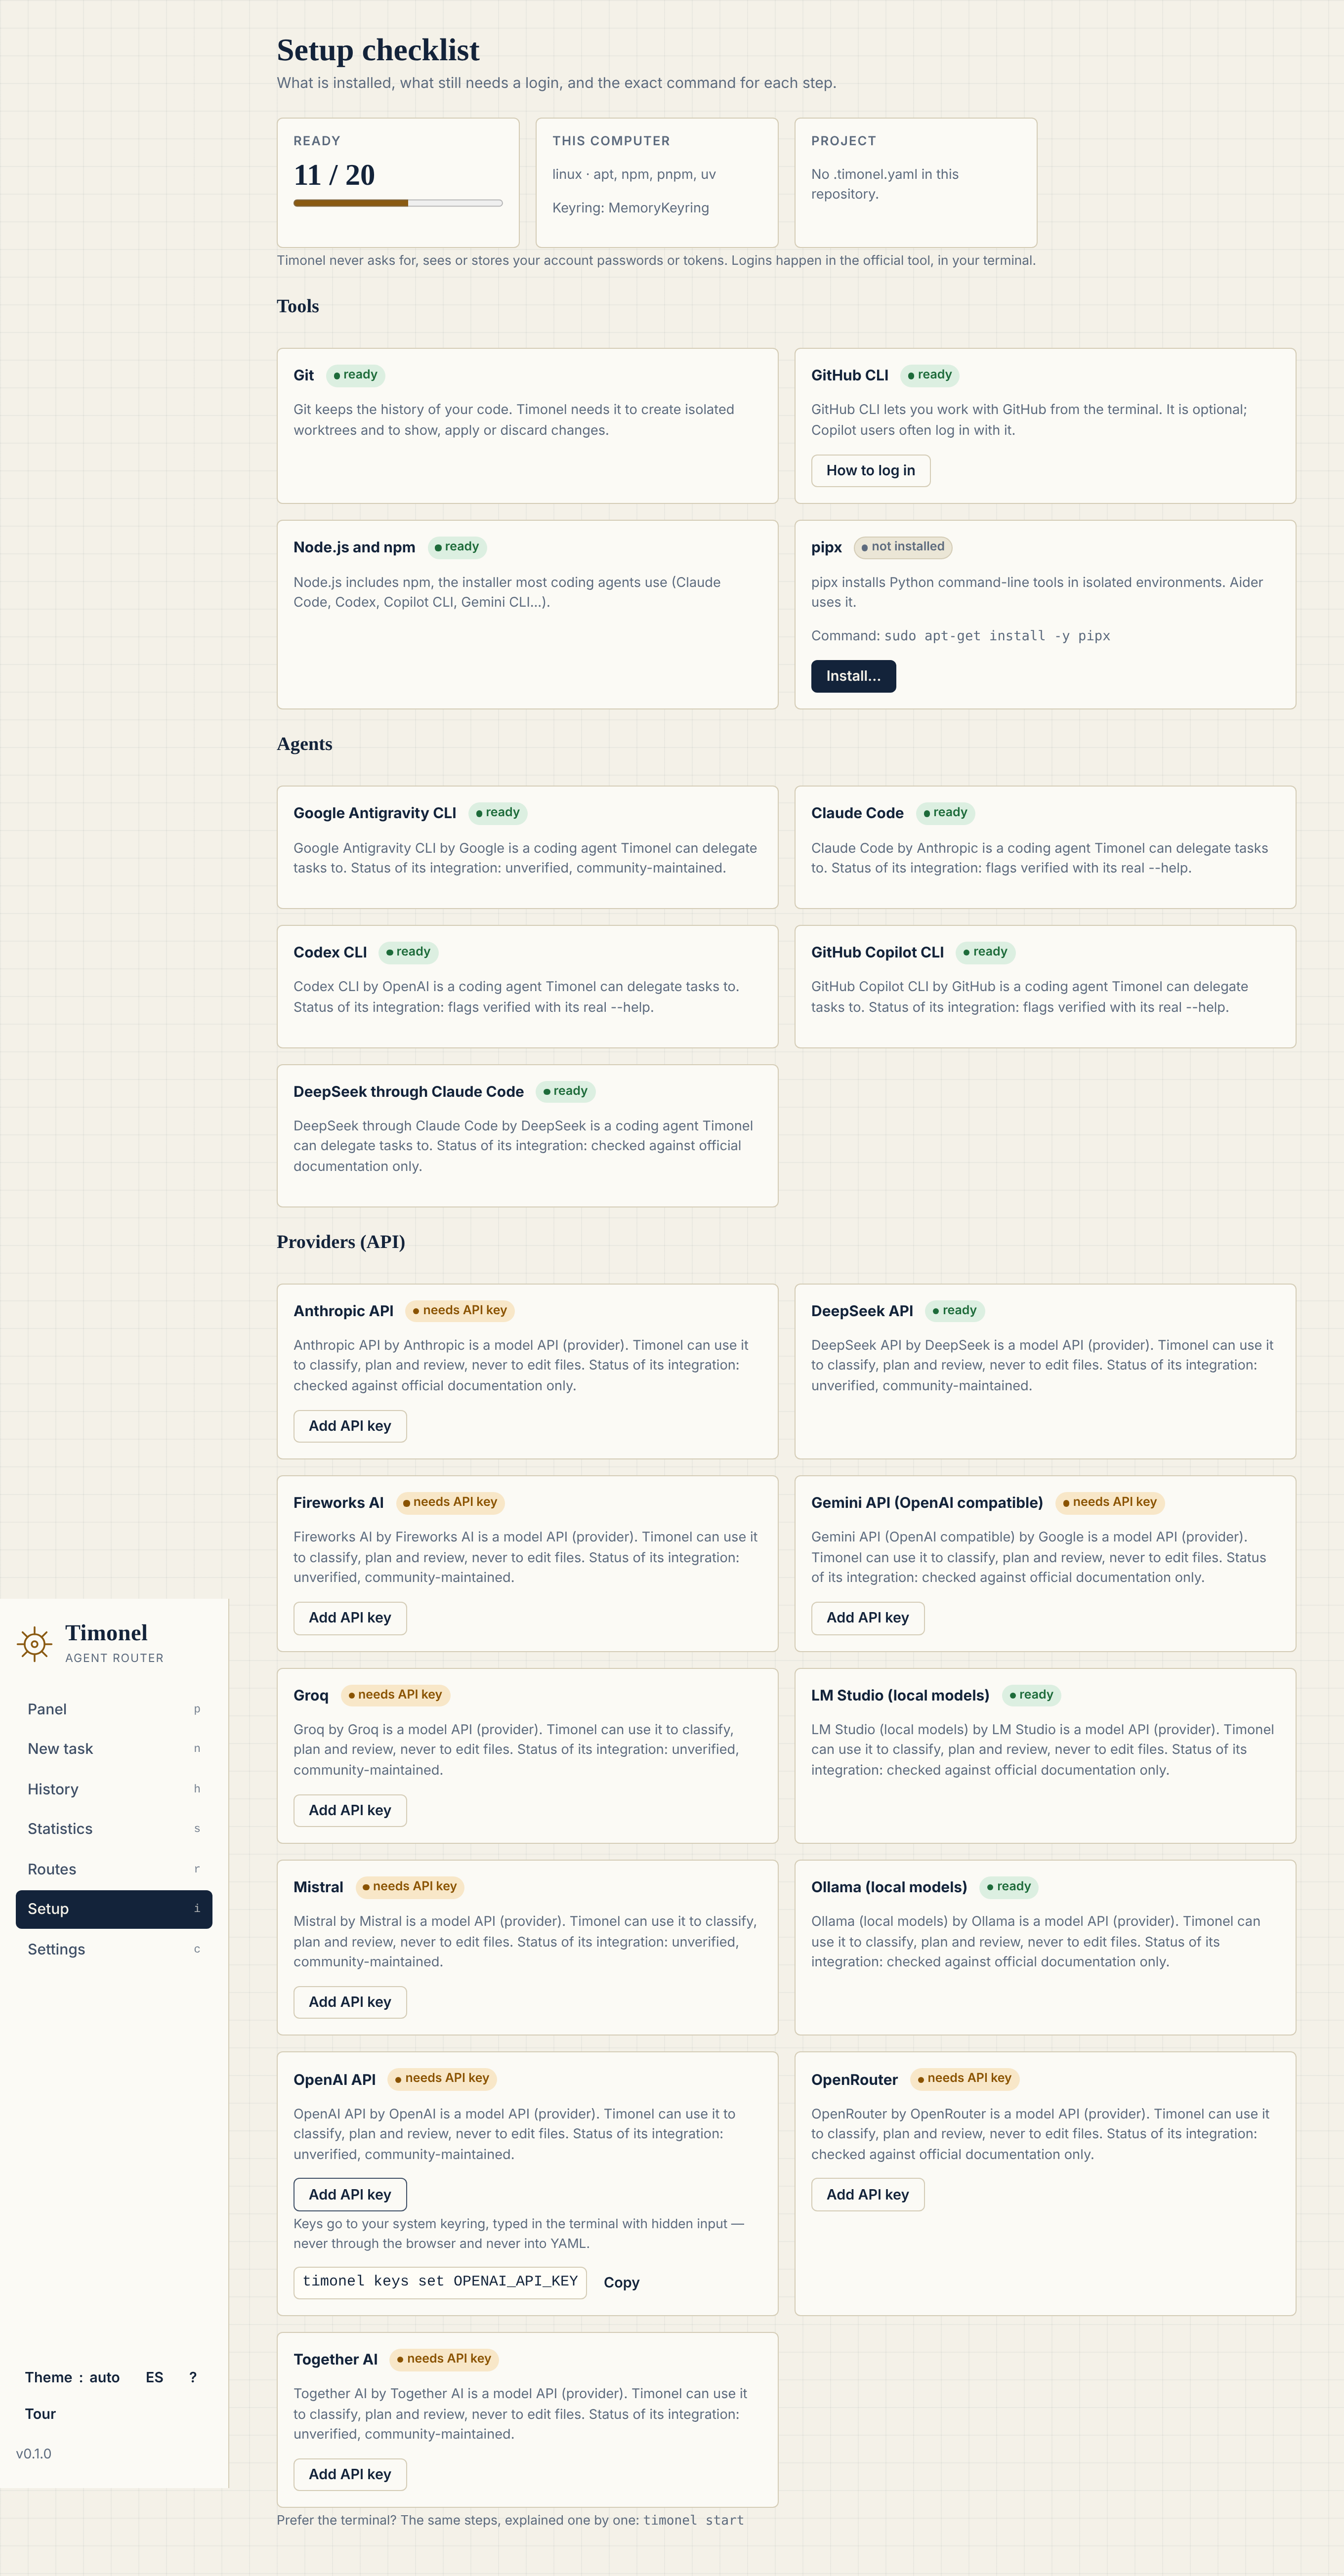 Setup checklist
What is installed, what still needs a login, and the exact command for each step.
READY
11 / 20
THIS COMPUTER
linux · apt, npm, pnpm, uv
Keyring: MemoryKeyring
PROJECT
No .timonel.yaml in this
repository.
Timonel never asks for, sees or stores your account passwords or tokens. Logins happen in the official tool, in your terminal.
Tools
Git ready
Git keeps the history of your code. Timonel needs it to create isolated
worktrees and to show, apply or discard changes.
GitHub CLI ready
GitHub CLI lets you work with GitHub from the terminal. It is optional;
Copilot users often log in with it.
How to log in
Node.js and npm ready
Node.js includes npm, the installer most coding agents use (Claude
Code, Codex, Copilot CLI, Gemini CLI…).
pipx not installed
pipx installs Python command-line tools in isolated environments. Aider
uses it.
Command: sudo apt-get install -y pipx
Install…
Agents
Google Antigravity CLI ready
Google Antigravity CLI by Google is a coding agent Timonel can delegate
tasks to. Status of its integration: unverified, community-maintained.
Claude Code ready
Claude Code by Anthropic is a coding agent Timonel can delegate tasks
to. Status of its integration: flags verified with its real --help.
Codex CLI ready
Codex CLI by OpenAI is a coding agent Timonel can delegate tasks to.
Status of its integration: flags verified with its real --help.
GitHub Copilot CLI ready
GitHub Copilot CLI by GitHub is a coding agent Timonel can delegate
tasks to. Status of its integration: flags verified with its real --help.
DeepSeek through Claude Code ready
DeepSeek through Claude Code by DeepSeek is a coding agent Timonel
can delegate tasks to. Status of its integration: checked against official
documentation only.
Providers (API)
Anthropic API needs API key
Anthropic API by Anthropic is a model API (provider). Timonel can use it
to classify, plan and review, never to edit files. Status of its integration:
checked against official documentation only.
Add API key
DeepSeek API ready
DeepSeek API by DeepSeek is a model API (provider). Timonel can use it
to classify, plan and review, never to edit files. Status of its integration:
unverified, community-maintained.
Fireworks AI needs API key
Fireworks AI by Fireworks AI is a model API (provider). Timonel can use it
to classify, plan and review, never to edit files. Status of its integration:
unverified, community-maintained.
Add API key
Gemini API (OpenAI compatible) needs API key
Gemini API (OpenAI compatible) by Google is a model API (provider).
Timonel can use it to classify, plan and review, never to edit files. Status
of its integration: checked against official documentation only.
Add API key
Groq needs API key
Groq by Groq is a model API (provider). Timonel can use it to classify,
plan and review, never to edit files. Status of its integration: unverified,
community-maintained.
Add API key
LM Studio (local models) ready
LM Studio (local models) by LM Studio is a model API (provider). Timonel
can use it to classify, plan and review, never to edit files. Status of its
integration: checked against official documentation only.
Mistral needs API key
Mistral by Mistral is a model API (provider). Timonel can use it to classify,
plan and review, never to edit files. Status of its integration: unverified,
community-maintained.
Add API key
Ollama (local models) ready
Ollama (local models) by Ollama is a model API (provider). Timonel can
use it to classify, plan and review, never to edit files. Status of its
integration: checked against official documentation only.
OpenAI API needs API key
OpenAI API by OpenAI is a model API (provider). Timonel can use it to
classify, plan and review, never to edit files. Status of its integration:
unverified, community-maintained.
Add API key
Keys go to your system keyring, typed in the terminal with hidden input —
never through the browser and never into YAML.
timonel keys set OPENAI_API_KEY Copy
OpenRouter needs API key
OpenRouter by OpenRouter is a model API (provider). Timonel can use it
to classify, plan and review, never to edit files. Status of its integration:
checked against official documentation only.
Add API key
Together AI needs API key
Together AI by Together AI is a model API (provider). Timonel can use it
to classify, plan and review, never to edit files. Status of its integration:
unverified, community-maintained.
Add API key
Prefer the terminal? The same steps, explained one by one: timonel start
Timonel
AGENT ROUTER
Panel p
New task n
History h
Statistics s
Routes r
Setup i
Settings c
Theme : auto ES ?
Tour
v0.1.0